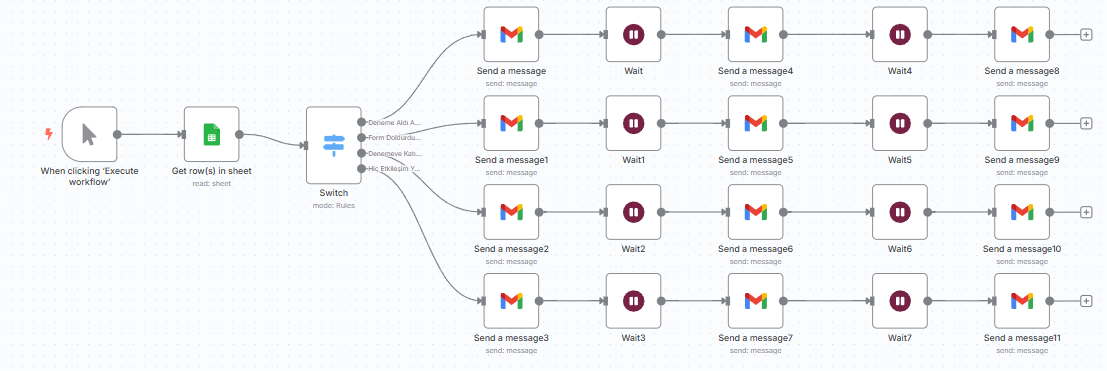 Send a message
send: message
Wait
Send a message4
send: message
Wait4
Send a message8
send: message
When clicking 'Execute
workflow'
Get row(s) in sheet
read: sheet
Deneme Aldı A...
Form Doldurdu...
Denemeye Katı...
Hiç Etkileşim Y...
Switch
mode: Rules
Send a message1
send: message
Wait1
Send a message5
send: message
Wait5
Send a message9
send: message
Send a message2
send: message
Wait2
Send a message6
send: message
Wait6
Send a message10
send: message
Send a message3
send: message
Wait3
Send a message7
send: message
Wait7
Send a message11
send: message